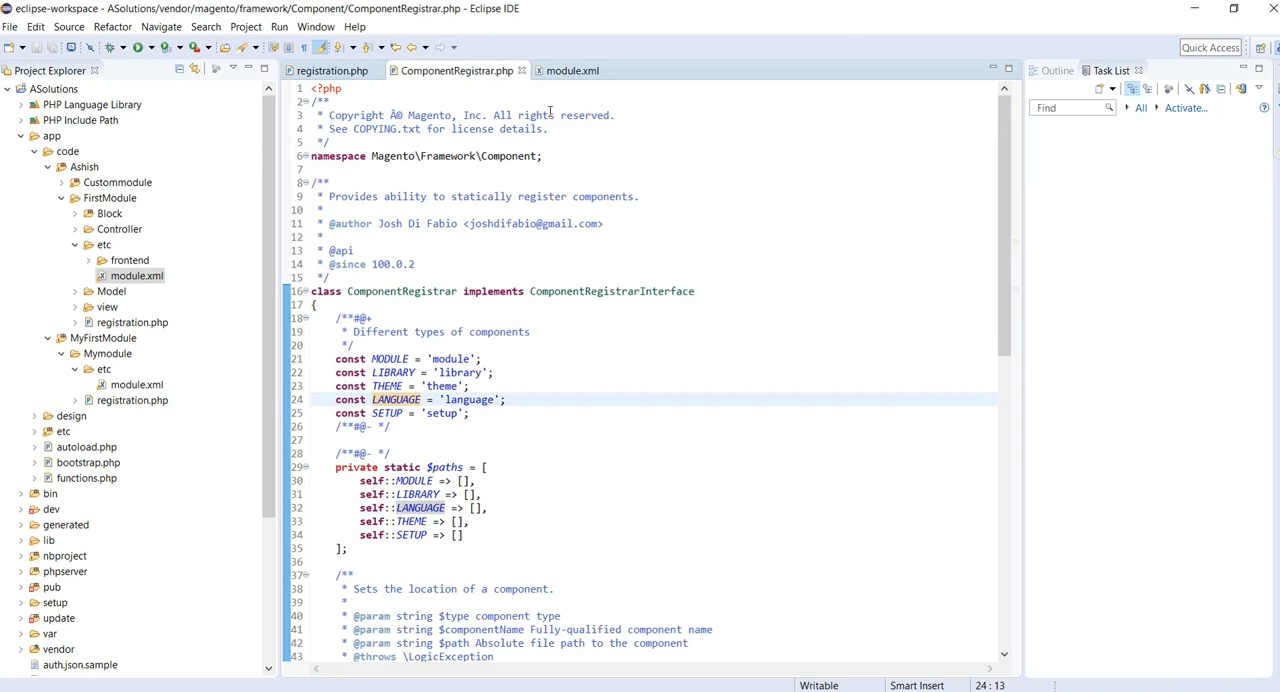 eclipse-workspace - ASolutions/vendor/magento/framework/Component/ComponentRegistrar.php - Eclipse IDE
File Edit Source Refactor Navigate Search Project Run Window Help
Quick Access
Project Explorer
registration.php ComponentRegistrar.php module.xml
Outline Task List
ASolutions
PHP Language Library
PHP Include Path
app
code
Ashish
Custommodule
FirstModule
Block
Controller
etc
frontend
module.xml
Model
view
registration.php
MyFirstModule
Mymodule
etc
module.xml
registration.php
design
etc
autoload.php
bootstrap.php
functions.php
bin
dev
generated
lib
nbproject
phpserver
pub
setup
update
var
vendor
auth.json.sample
1 <?php
2 /**
3 * Copyright Â© Magento, Inc. All rights reserved.
4 * See COPYING.txt for license details.
5 */
6 namespace Magento\Framework\Component;
7
8 /**
9 * Provides ability to statically register components.
10 *
11 * @author Josh Di Fabio <joshdifabio@gmail.com>
12 *
13 * @api
14 * @since 100.0.2
15 */
16 class ComponentRegistrar implements ComponentRegistrarInterface
17 {
18 /**#@+
19 * Different types of components
20 */
21 const MODULE = 'module';
22 const LIBRARY = 'library';
23 const THEME = 'theme';
24 const LANGUAGE = 'language';
25 const SETUP = 'setup';
26 /**#@- */
27
28 /**#@- */
29 private static $paths = [
30 self::MODULE => [],
31 self::LIBRARY => [],
32 self::LANGUAGE => [],
33 self::THEME => [],
34 self::SETUP => []
35 ];
36
37 /**
38 * Sets the location of a component.
39 *
40 * @param string $type component type
41 * @param string $componentName Fully-qualified component name
42 * @param string $path Absolute file path to the component
43 * @throws \LogicException
Find All Activate...
Writable Smart Insert 24 : 13